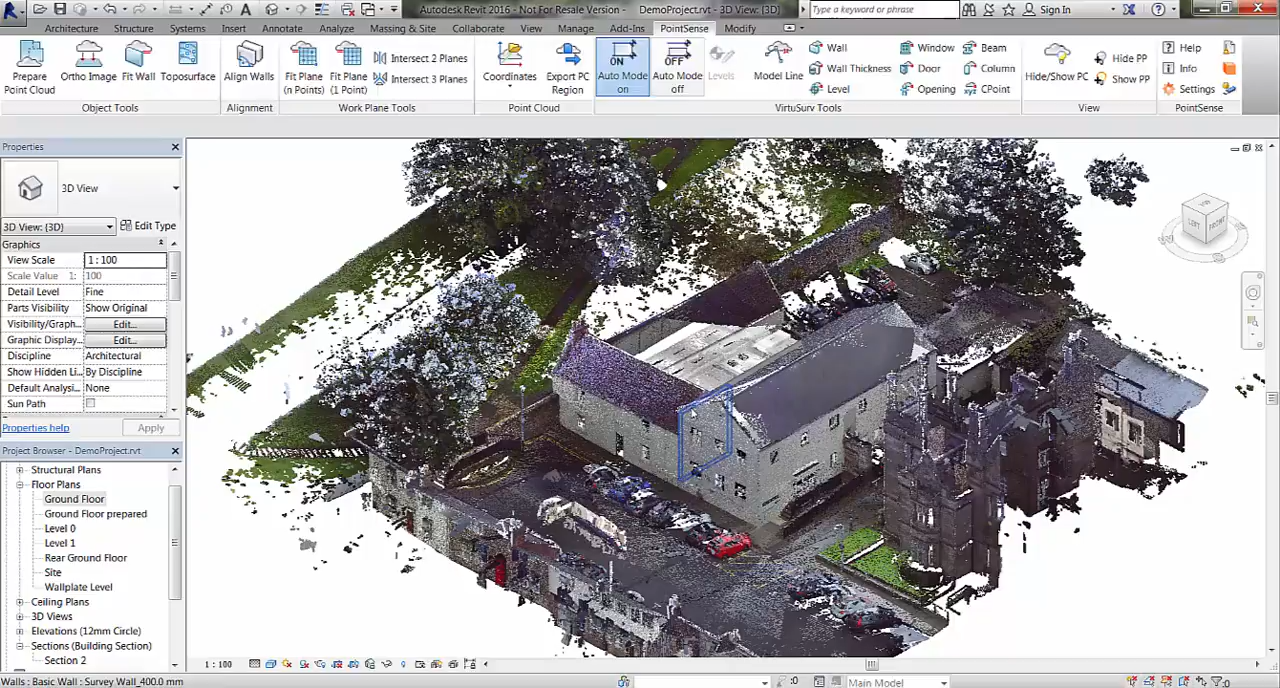 Autodesk Revit 2016 - Not For Resale Version - DemoProject.rvt - 3D View: {3D}
Type a keyword or phrase
Sign In
Architecture Structure Systems Insert Annotate Analyze Massing & Site Collaborate View Manage Add-Ins PointSense Modify
Prepare Point Cloud
Ortho Image
Fit Wall
Toposurface
Object Tools
Align Walls
Alignment
Fit Plane (n Points)
Fit Plane (1 Point)
Intersect 2 Planes
Intersect 3 Planes
Work Plane Tools
Coordinates
Export PC Region
Point Cloud
ON
Auto Mode on
OFF
Auto Mode off
Levels
Model Line
Wall
Wall Thickness
Level
Window
Door
Opening
Beam
Column
CPoint
VirtuSurv Tools
Hide/Show PC
Hide PP
Show PP
View
Help
Info
Settings
PointSense
Properties
3D View
3D View: {3D}
Edit Type
Graphics
View Scale 1 : 100
Scale Value 1: 100
Detail Level Fine
Parts Visibility Show Original
Visibility/Graph... Edit...
Graphic Display... Edit...
Discipline Architectural
Show Hidden Li... By Discipline
Default Analysi... None
Sun Path
Properties help
Apply
Project Browser - DemoProject.rvt
Structural Plans
Floor Plans
Ground Floor
Ground Floor prepared
Level 0
Level 1
Rear Ground Floor
Site
Wallplate Level
Ceiling Plans
3D Views
Elevations (12mm Circle)
Sections (Building Section)
Section 2
TOP
LEFT
FRONT
1 : 100
Walls : Basic Wall : Survey Wall_400.0 mm
:0
Main Model
:0